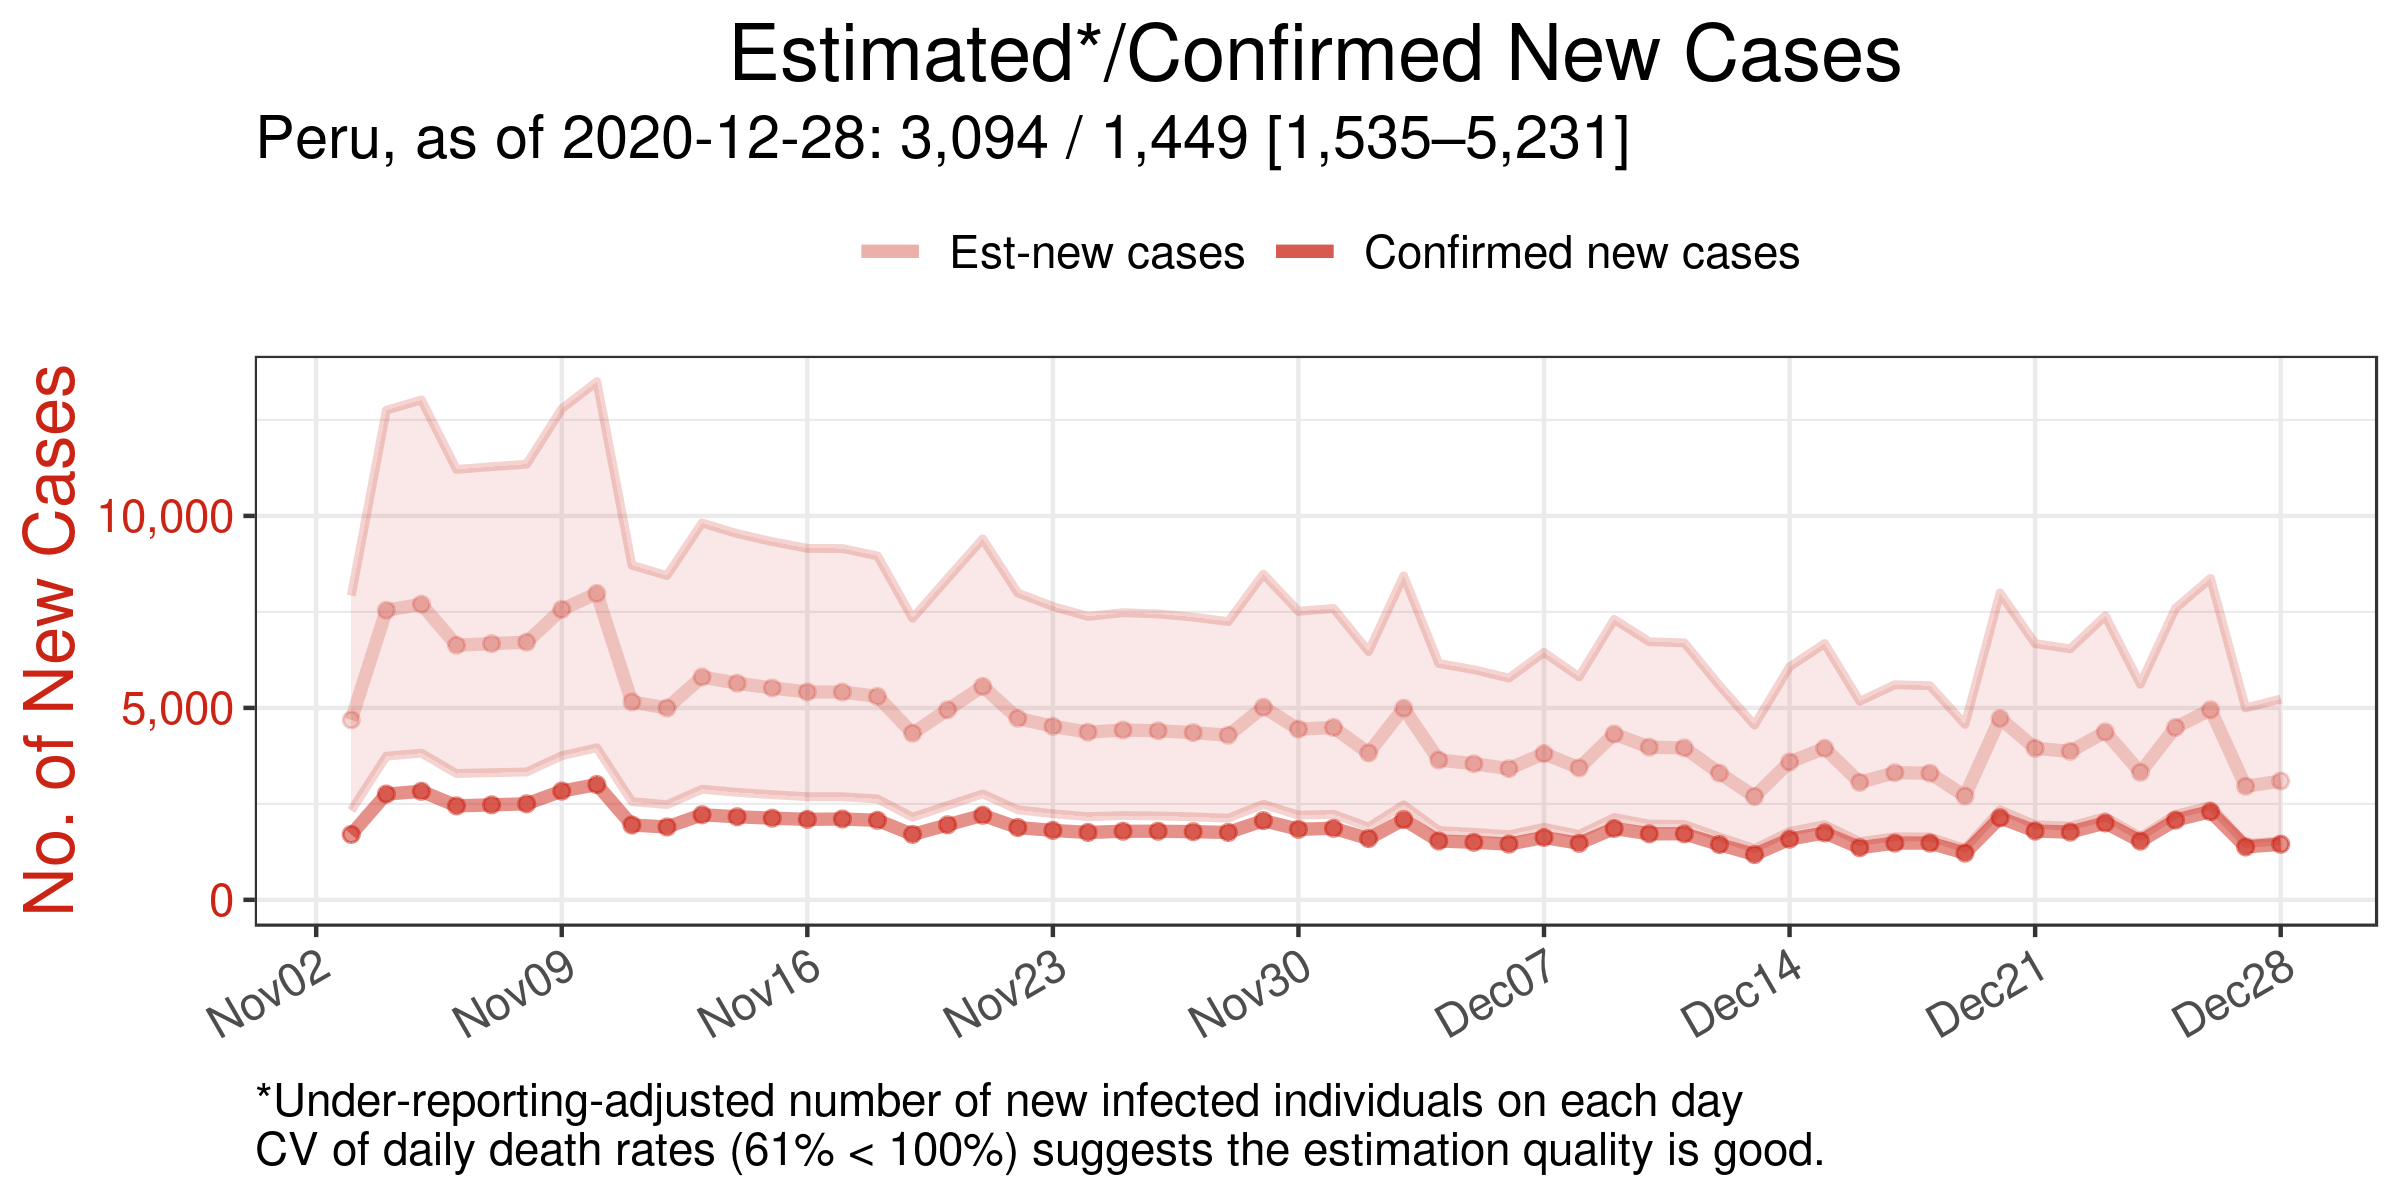 Estimated*/Confirmed New Cases
Peru, as of 2020-12-28: 3,094 / 1,449 [1,535–5,231]
Est-new cases
Confirmed new cases
No. of New Cases
10,000
5,000
0
Nov02
Nov09
Nov16
Nov23
Nov30
Dec07
Dec14
Dec21
Dec28
*Under-reporting-adjusted number of new infected individuals on each day
CV of daily death rates (61% < 100%) suggests the estimation quality is good.